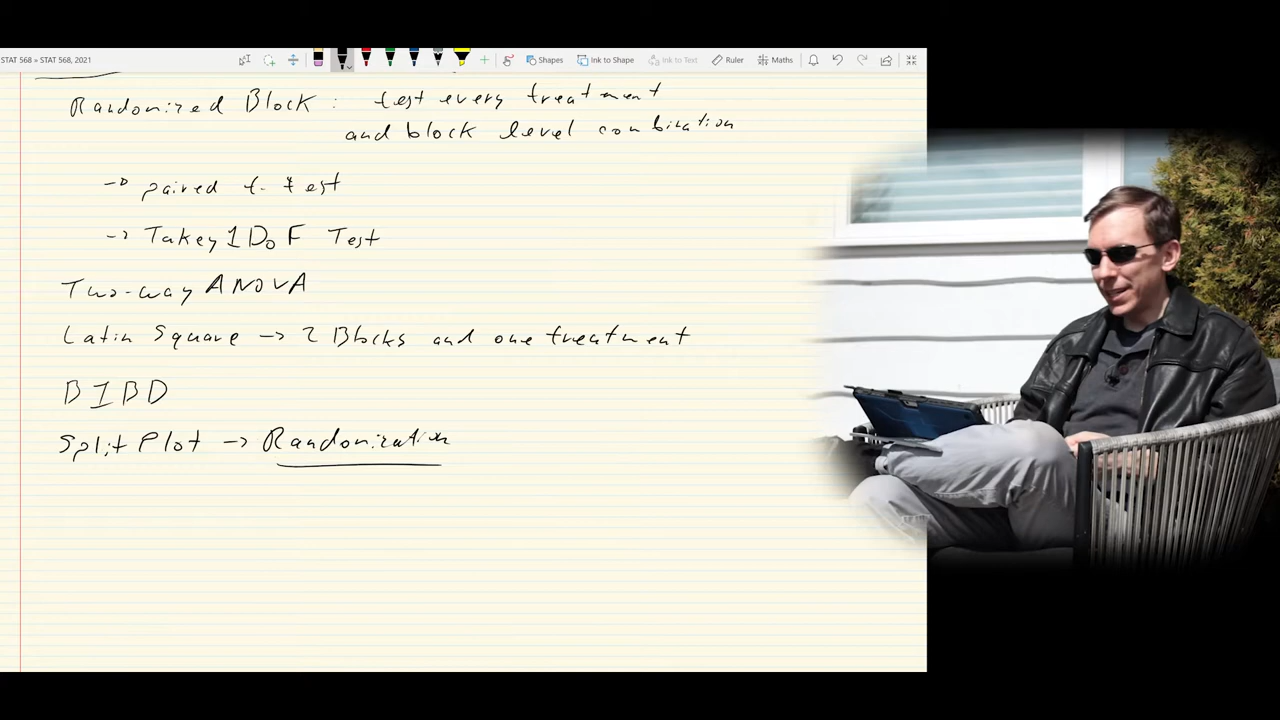 STAT 568 » STAT 568, 2021
Shapes
Ink to Shape
Ink to Text
Ruler
Maths
Randomized Block : test every treatment
and block level combination
→ paired t-test
→ Tukey 1 DoF Test
Two-way ANOVA
Latin Square → 2 Blocks and one treatment
BIBD
Split Plot → Randomization